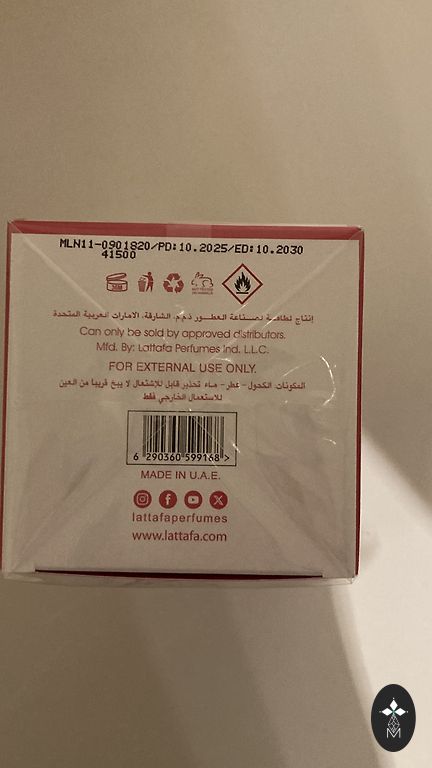 MLN11-0901820/PD:10.2025/ED:10.2030
41500
36M
إنتاج لطافة لصناعة العطور ذ.م.م. الشارقة، الامارات العربية المتحدة
Can only be sold by approved distributors.
Mfd. By: Lattafa Perfumes Ind. L.L.C.
FOR EXTERNAL USE ONLY.
المكونات الكحول - عطر - ماء تحذير قابل للإشتعال لا يبخ قريبا من العين
للاستعمال الخارجي فقط
6 290360 599168 >
MADE IN U.A.E.
lattafaperfumes
www.lattafa.com